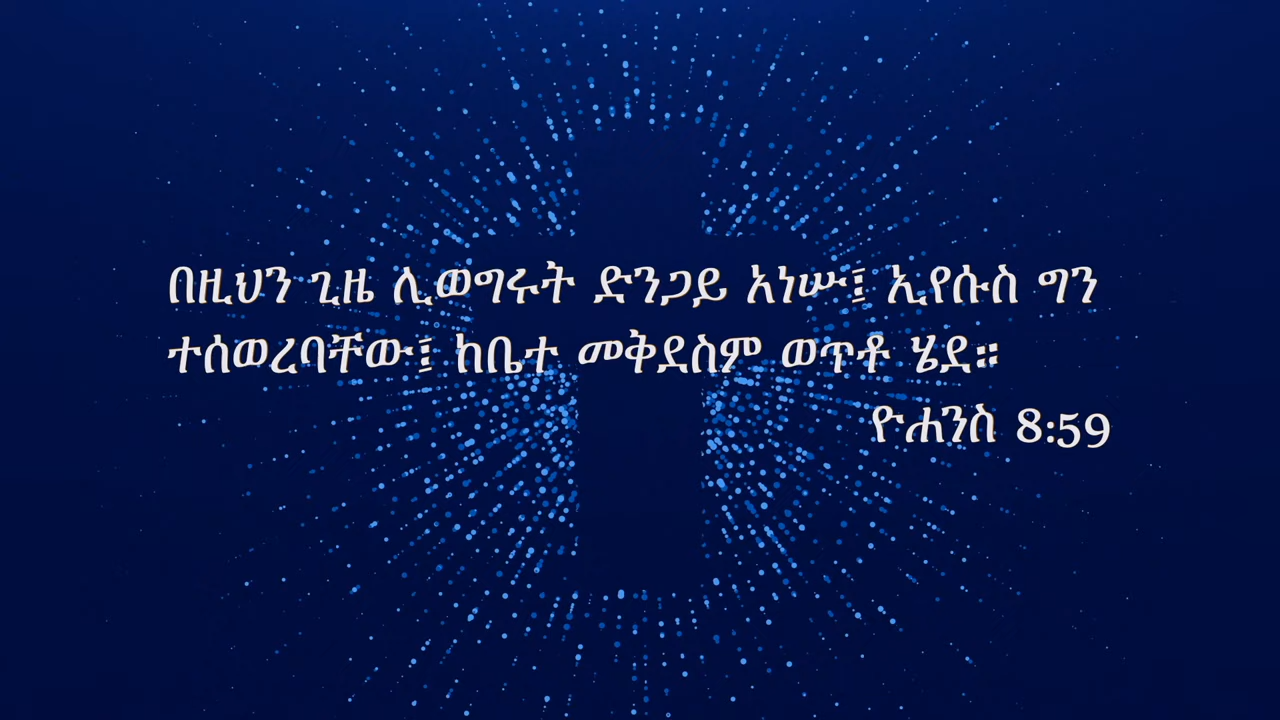 በዚህን ጊዜ ሊወግሩት ድንጋይ አነሡ፤ ኢየሱስ ግን
ተሰወረባቸው፤ ከቤተ መቅደስም ወጥቶ ሄደ።
ዮሐንስ 8:59